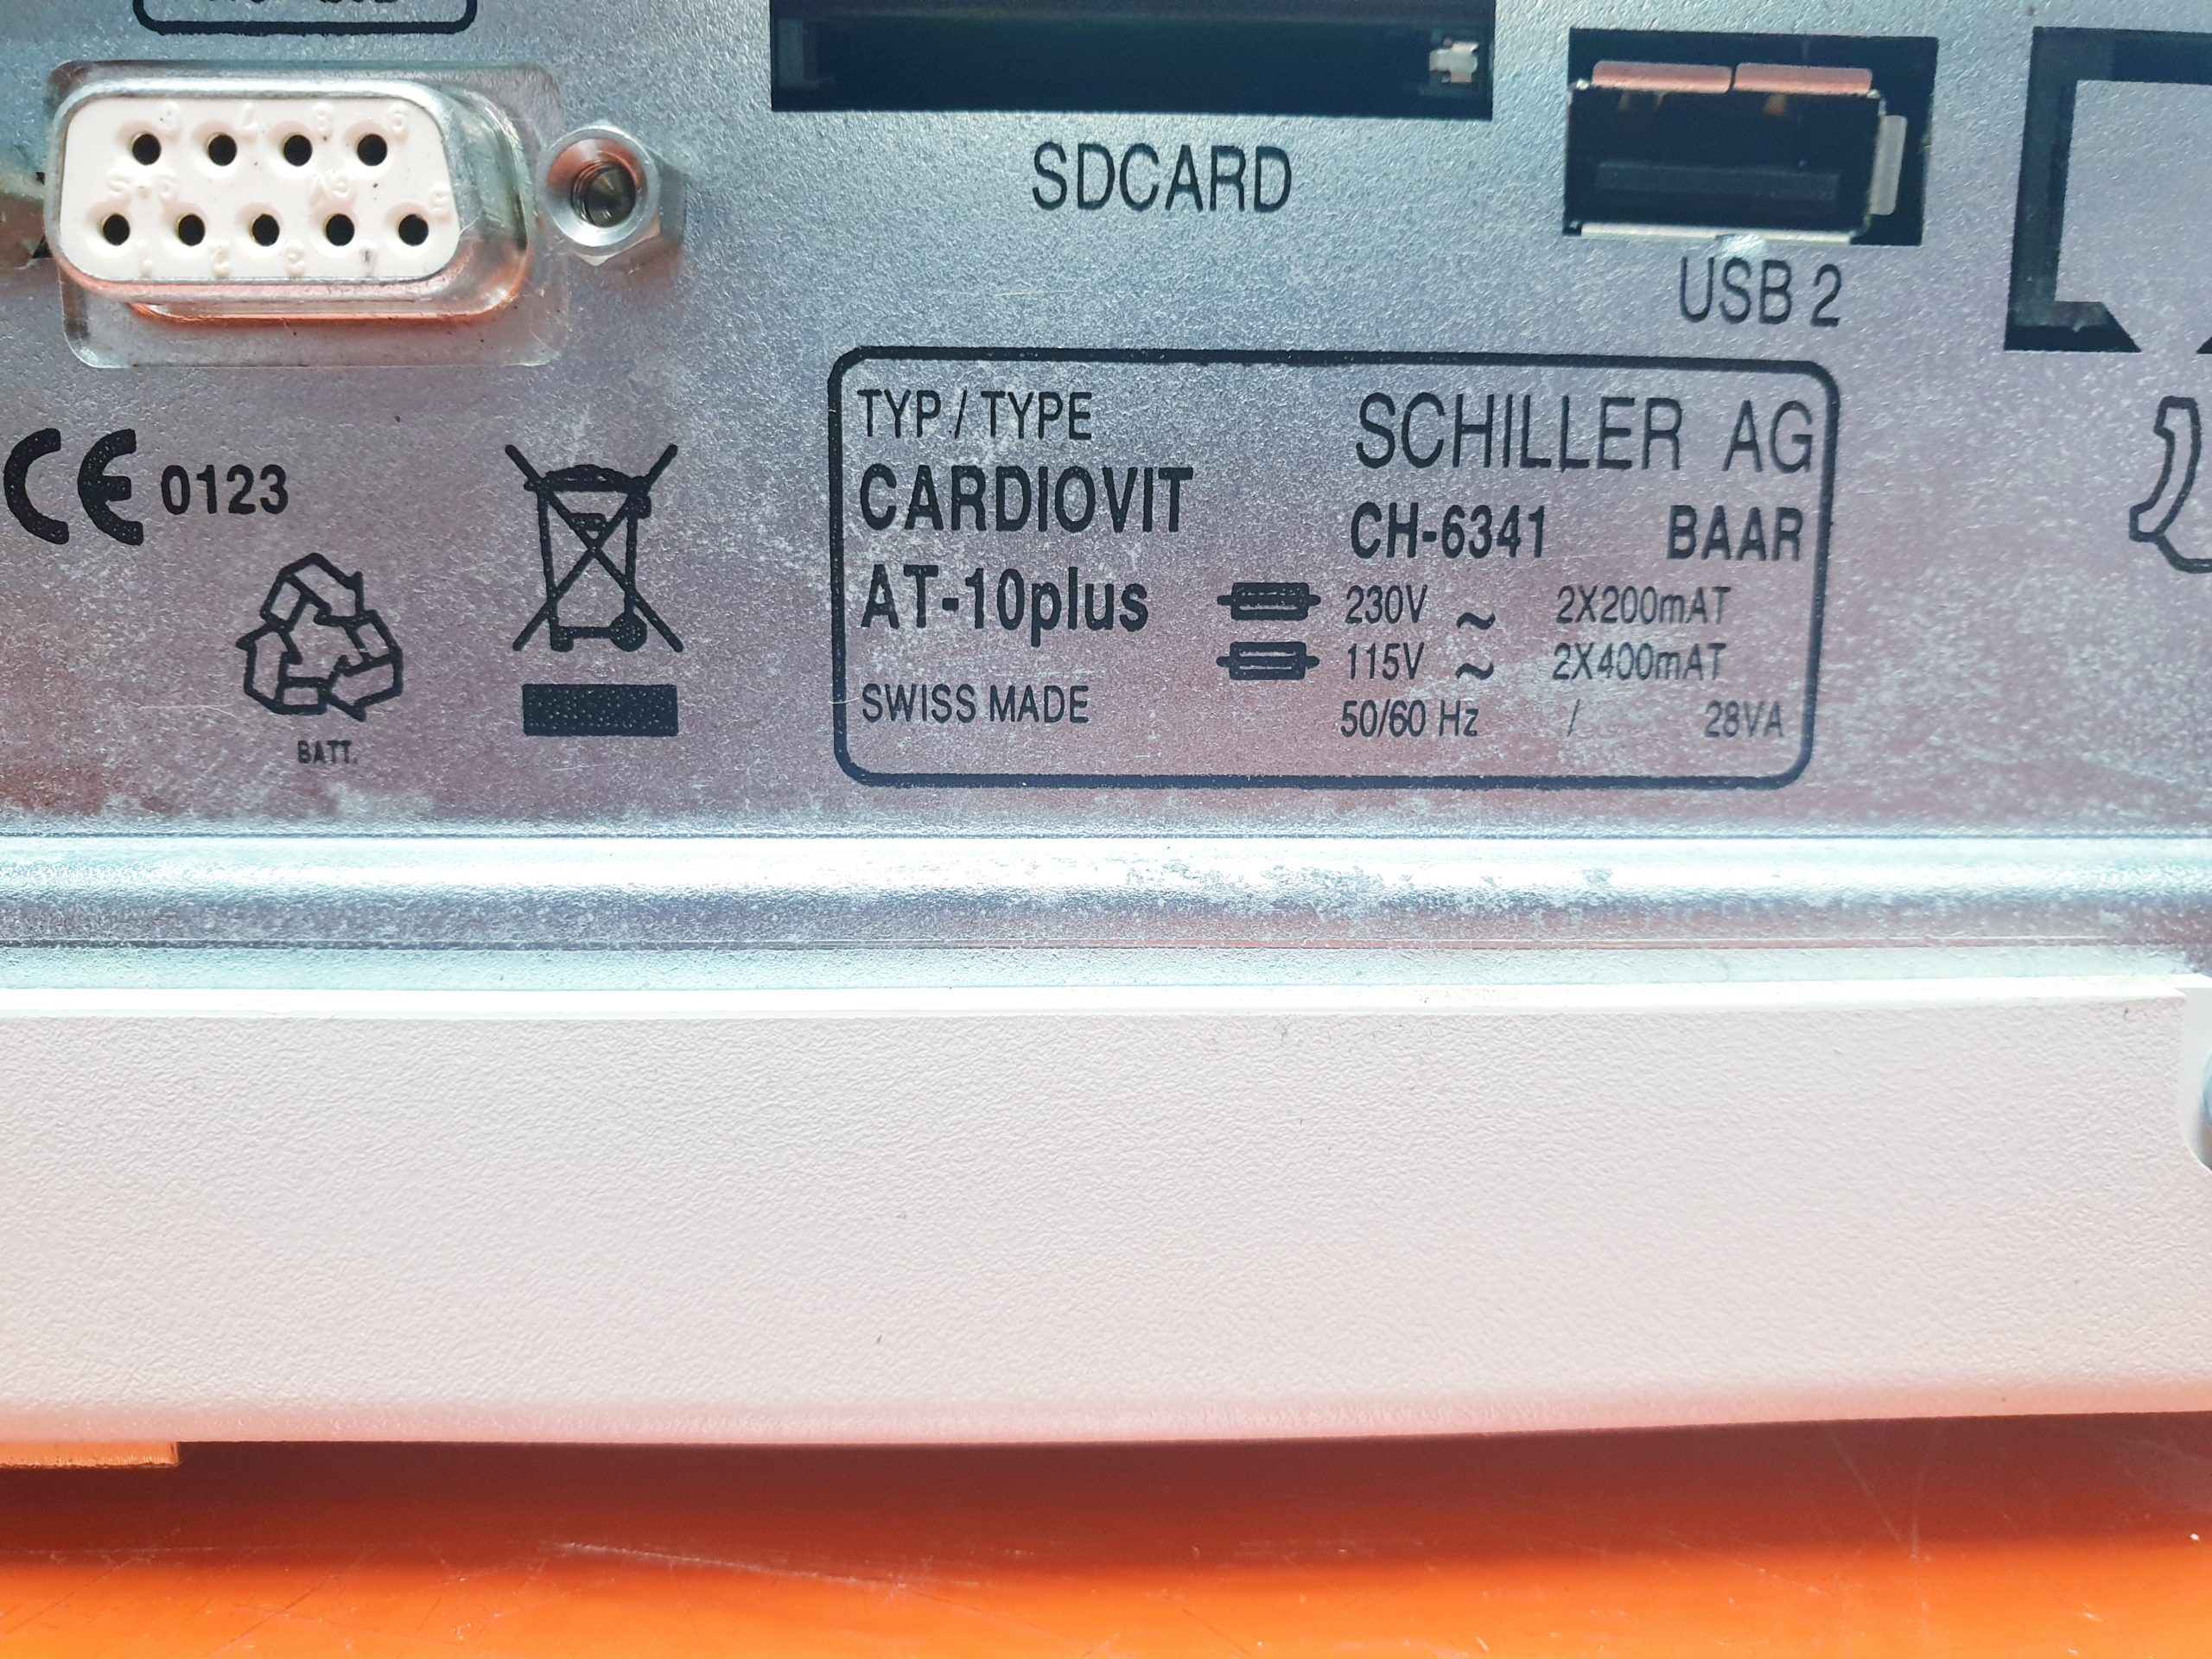 SDCARD
USB 2
CE 0123
BATT.
TYP / TYPE
CARDIOVIT
AT-10plus
SWISS MADE
SCHILLER AG
CH-6341 BAAR
230V ~ 2X200mAT
115V ~ 2X400mAT
50/60 Hz / 28VA